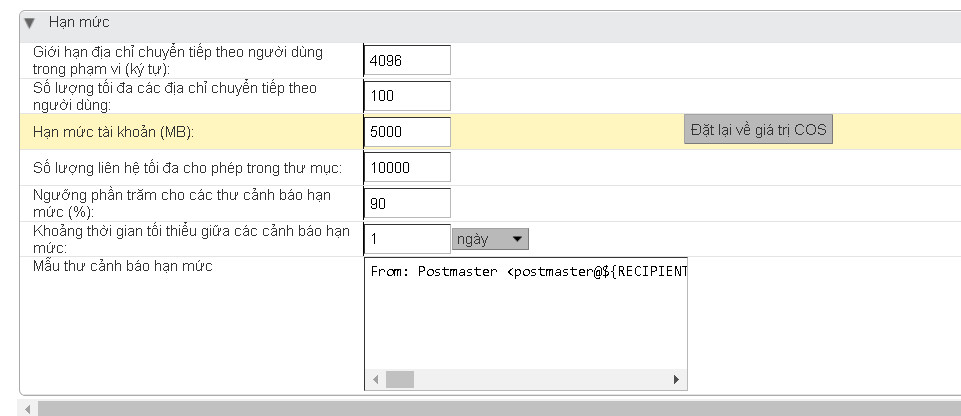 Hạn mức
Giới hạn địa chỉ chuyển tiếp theo người dùng
trong phạm vi (ký tự):
4096
Số lượng tối đa các địa chỉ chuyển tiếp theo
người dùng:
100
Hạn mức tài khoản (MB):
5000
Đặt lại về giá trị COS
Số lượng liên hệ tối đa cho phép trong thư mục:
10000
Ngưỡng phần trăm cho các thư cảnh báo hạn
mức (%):
90
Khoảng thời gian tối thiểu giữa các cảnh báo hạn
mức:
1
ngày
Mẫu thư cảnh báo hạn mức
From: Postmaster <postmaster@${RECIPIENT